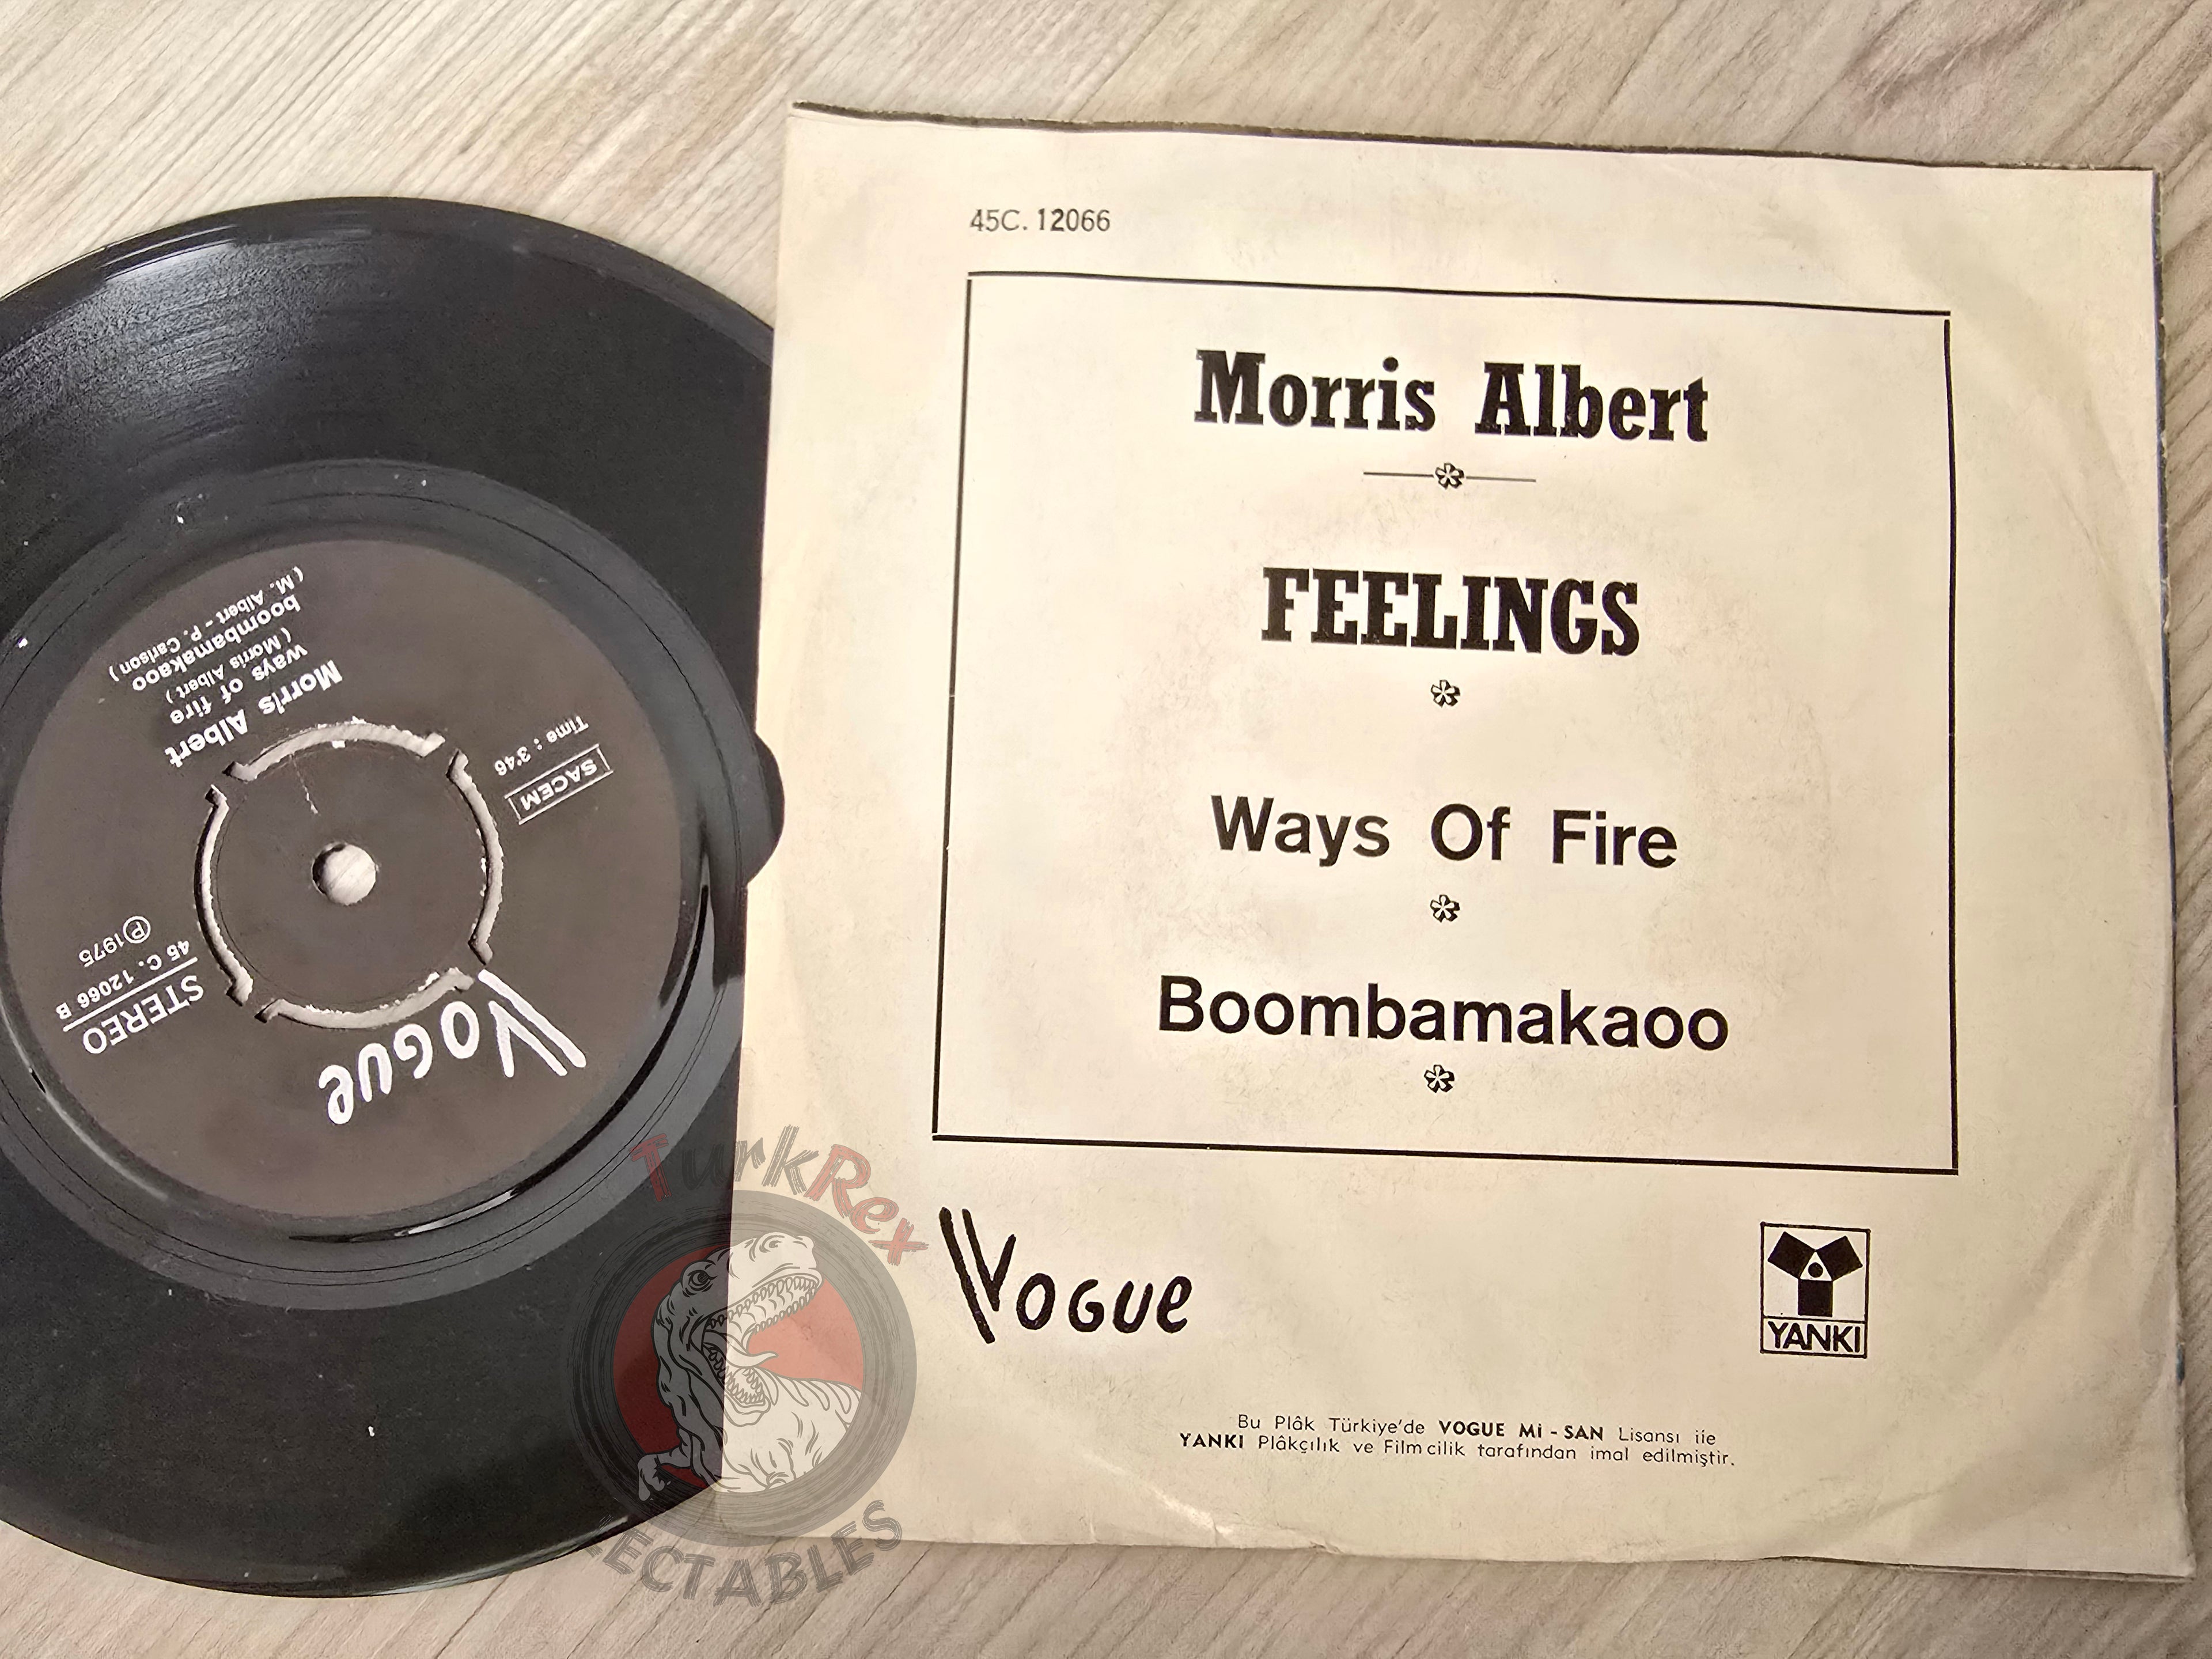 45C. 12066
Morris Albert
FEELINGS
Ways Of Fire
Boombamakaoo
VOGUE
YANKI
Bu Plâk Türkiye'de VOGUE Mİ - SAN Lisansı ile
YANKI Plâkçılık ve Filmcilik tarafından imal edilmiştir.
VOGUE
STEREO
45 C. 12066 B
Ⓟ1975
SACEM
Time : 3'46
Morris Albert
ways of fire
( Morris Albert )
boombamakaoo
( M. Albert - P. Carlson )
TurkRex
LECTABLES